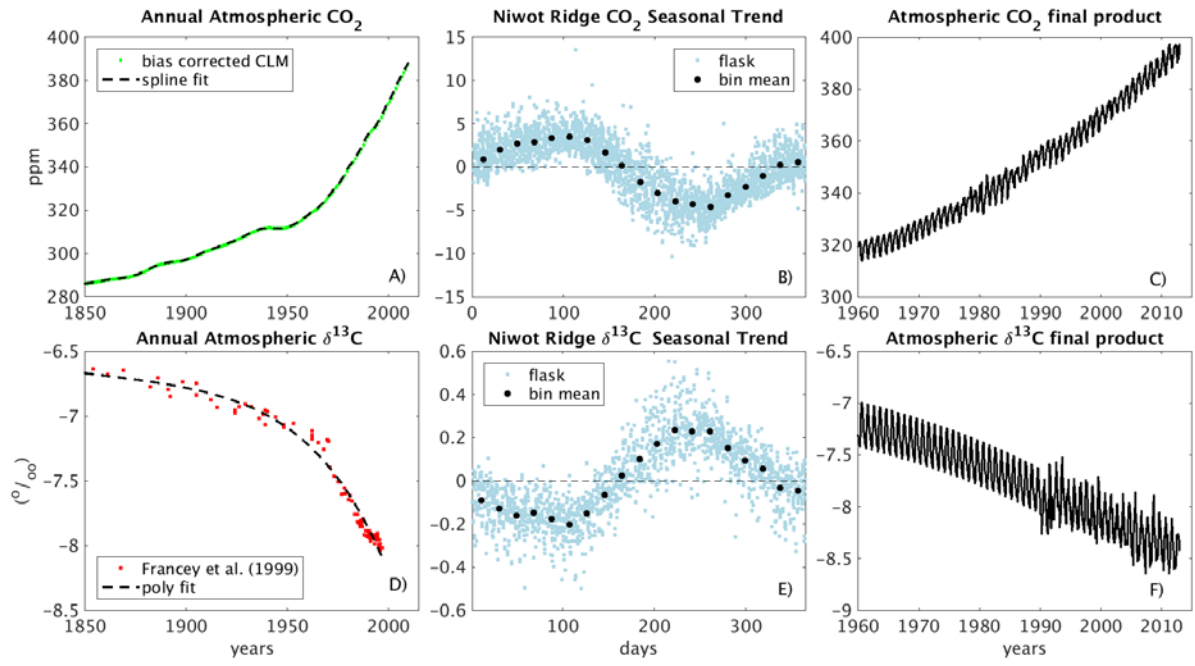 Annual Atmospheric CO2
400
380
360
340
320
300
280
ppm
bias corrected CLM
spline fit
A)
1850
1900
1950
2000
Niwot Ridge CO2 Seasonal Trend
15
10
5
0
−5
−10
−15
flask
bin mean
B)
0
100
200
300
Atmospheric CO2 final product
400
380
360
340
320
300
C)
1960
1970
1980
1990
2000
2010
Annual Atmospheric δ13C
−6.5
−7
−7.5
−8
−8.5
(o/oo)
Francey et al. (1999)
poly fit
D)
1850
1900
1950
2000
years
Niwot Ridge δ13C Seasonal Trend
0.6
0.4
0.2
0
−0.2
−0.4
−0.6
flask
bin mean
E)
0
100
200
300
days
Atmospheric δ13C final product
−6.5
−7
−7.5
−8
−8.5
−9
F)
1960
1970
1980
1990
2000
2010
years